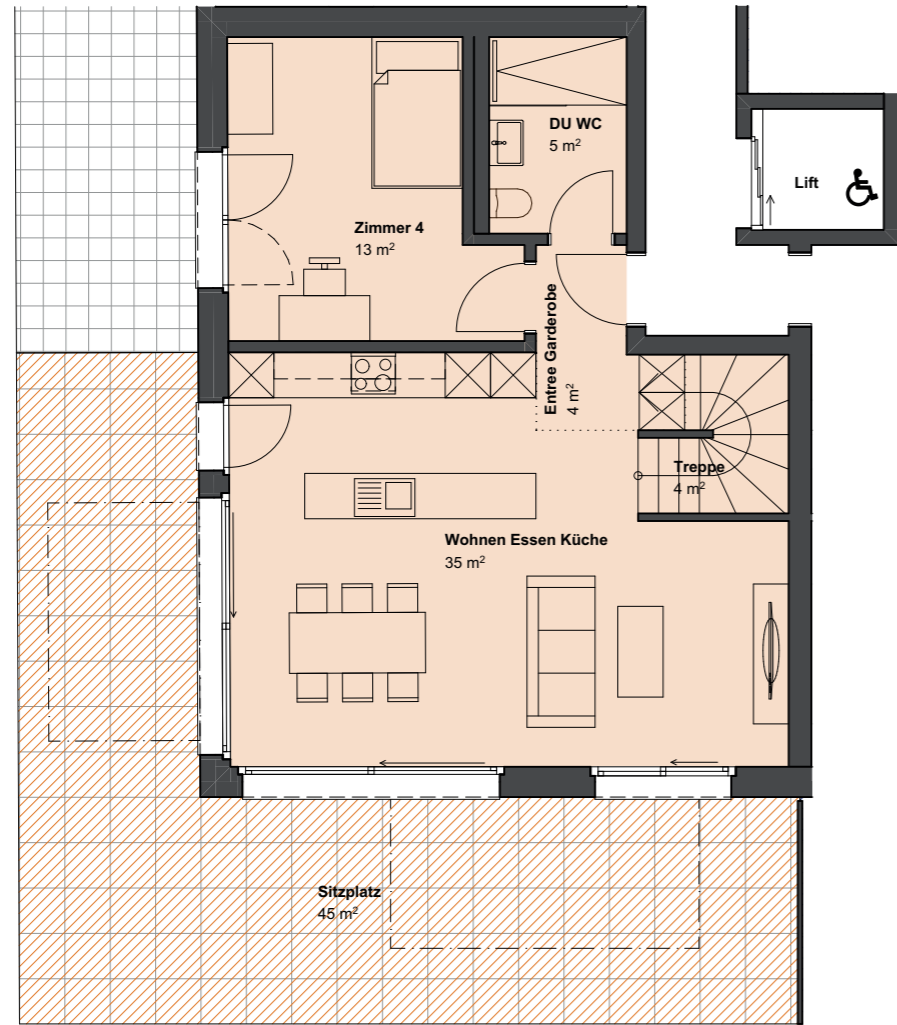 DU WC
5 m²
Lift
Zimmer 4
13 m²
Entree Garderobe
4 m²
Treppe
4 m²
Wohnen Essen Küche
35 m²
Sitzplatz
45 m²